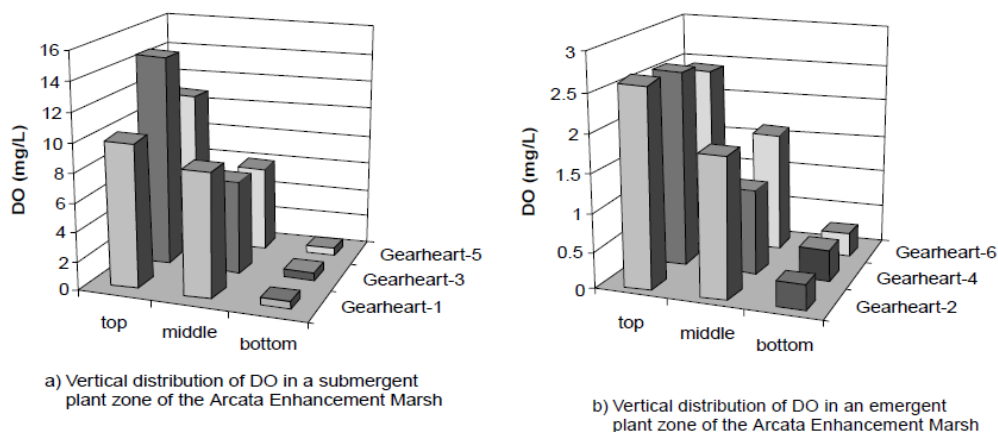 16
14
12
10
8
6
4
2
0
DO (mg/L)
top
middle
bottom
Gearheart-5
Gearheart-3
Gearheart-1
a) Vertical distribution of DO in a submergent
plant zone of the Arcata Enhancement Marsh
3
2.5
2
1.5
1
0.5
0
DO (mg/L)
top
middle
bottom
Gearheart-6
Gearheart-4
Gearheart-2
b) Vertical distribution of DO in an emergent
plant zone of the Arcata Enhancement Marsh